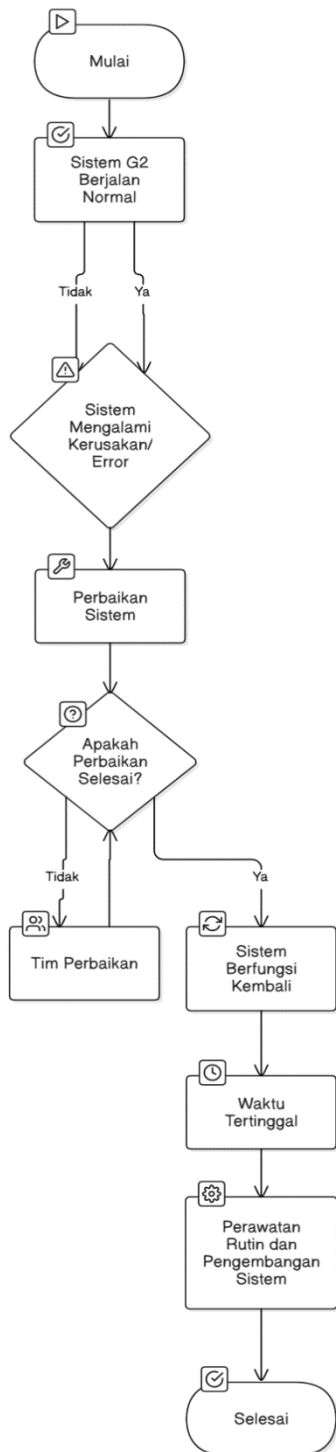 Mulai
Sistem G2
Berjalan
Normal
Tidak
Ya
Sistem
Mengalami
Kerusakan/
Error
Perbaikan
Sistem
Apakah
Perbaikan
Selesai?
Tidak
Ya
Tim Perbaikan
Sistem
Berfungsi
Kembali
Waktu
Tertinggal
Perawatan
Rutin dan
Pengembangan
Sistem
Selesai